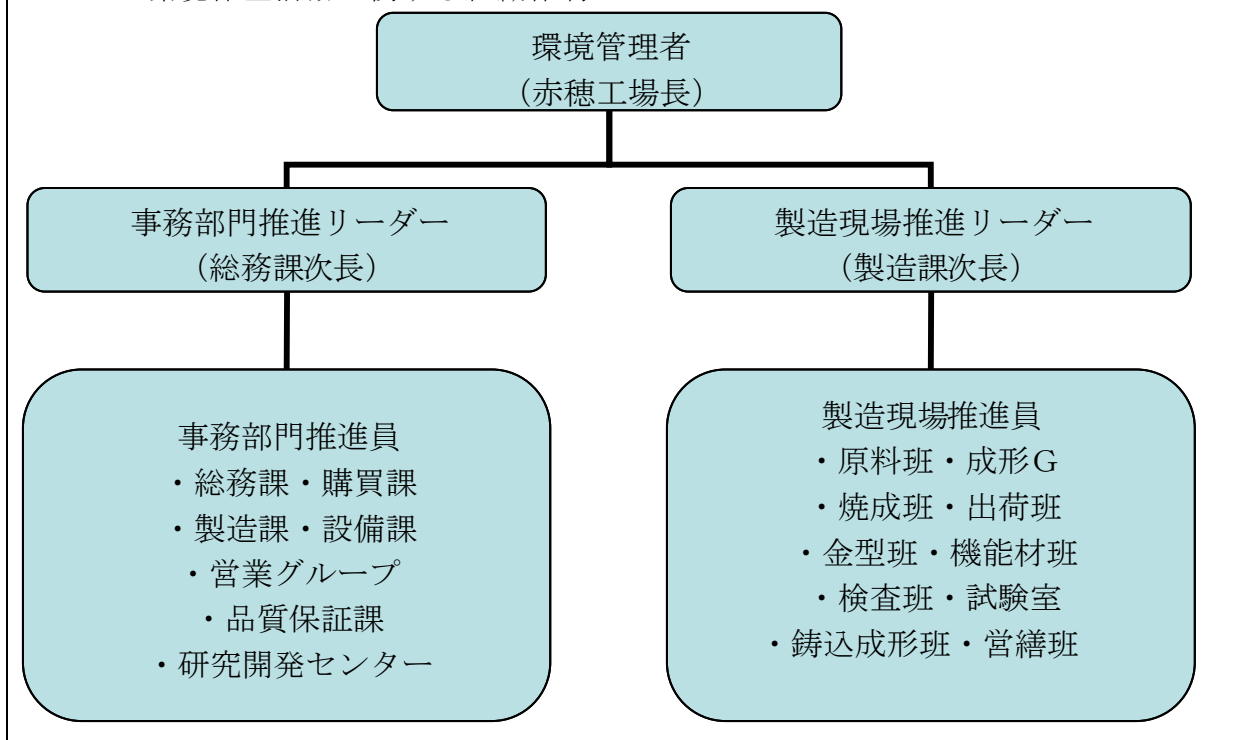 環境管理者
（赤穂工場長）
事務部門推進リーダー
（総務課次長）
製造現場推進リーダー
（製造課次長）
事務部門推進員
・総務課・購買課
・製造課・設備課
・営業グループ
・品質保証課
・研究開発センター
製造現場推進員
・原料班・成形Ｇ
・焼成班・出荷班
・金型班・機能材班
・検査班・試験室
・鋳込成形班・営繕班